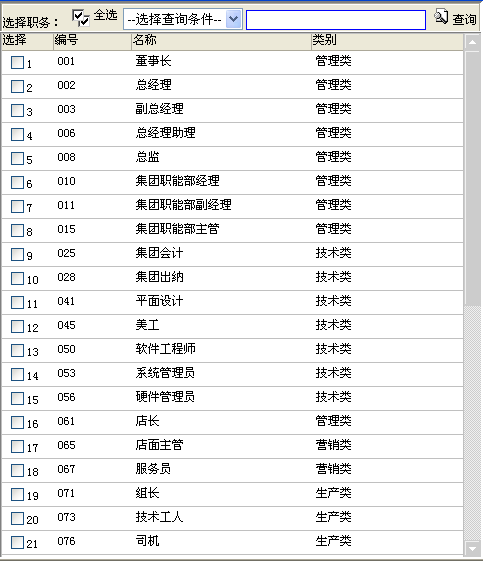 选择职务： 全选 --选择查询条件-- 查询
选择 编号 名称 类别
1 001 董事长 管理类
2 002 总经理 管理类
3 003 副总经理 管理类
4 006 总经理助理 管理类
5 008 总监 管理类
6 010 集团职能部经理 管理类
7 011 集团职能部副经理 管理类
8 015 集团职能部主管 管理类
9 025 集团会计 技术类
10 028 集团出纳 技术类
11 041 平面设计 技术类
12 045 美工 技术类
13 050 软件工程师 技术类
14 053 系统管理员 技术类
15 056 硬件管理员 技术类
16 061 店长 管理类
17 065 店面主管 营销类
18 067 服务员 营销类
19 071 组长 生产类
20 073 技术工人 生产类
21 076 司机 生产类